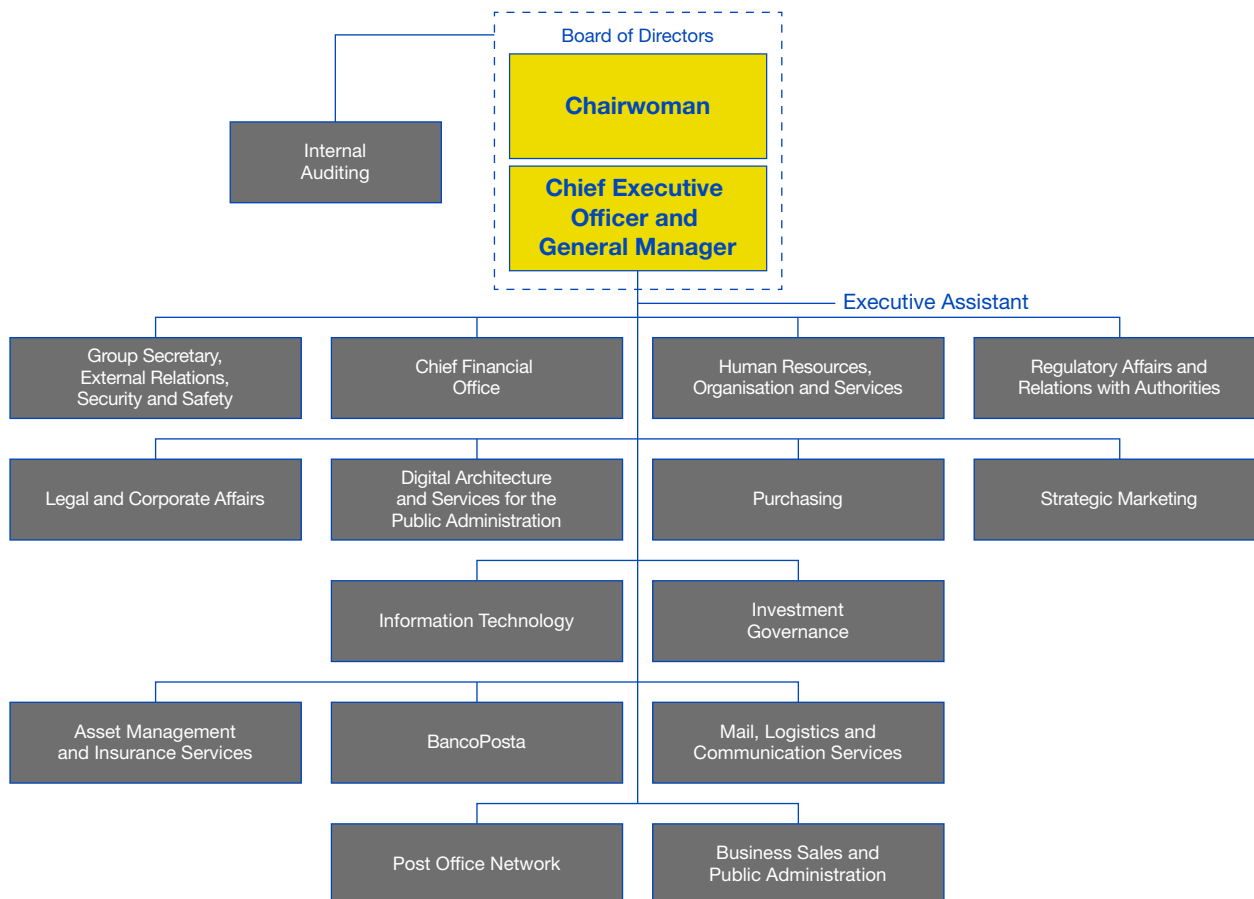 Board of Directors
Chairwoman
Internal
Auditing
Chief Executive
Officer and
General Manager
Executive Assistant
Group Secretary,
External Relations,
Security and Safety
Chief Financial
Office
Human Resources,
Organisation and Services
Regulatory Affairs and
Relations with Authorities
Legal and Corporate Affairs
Digital Architecture
and Services for the
Public Administration
Purchasing
Strategic Marketing
Information Technology
Investment
Governance
Asset Management
and Insurance Services
BancoPosta
Mail, Logistics and
Communication Services
Post Office Network
Business Sales and
Public Administration